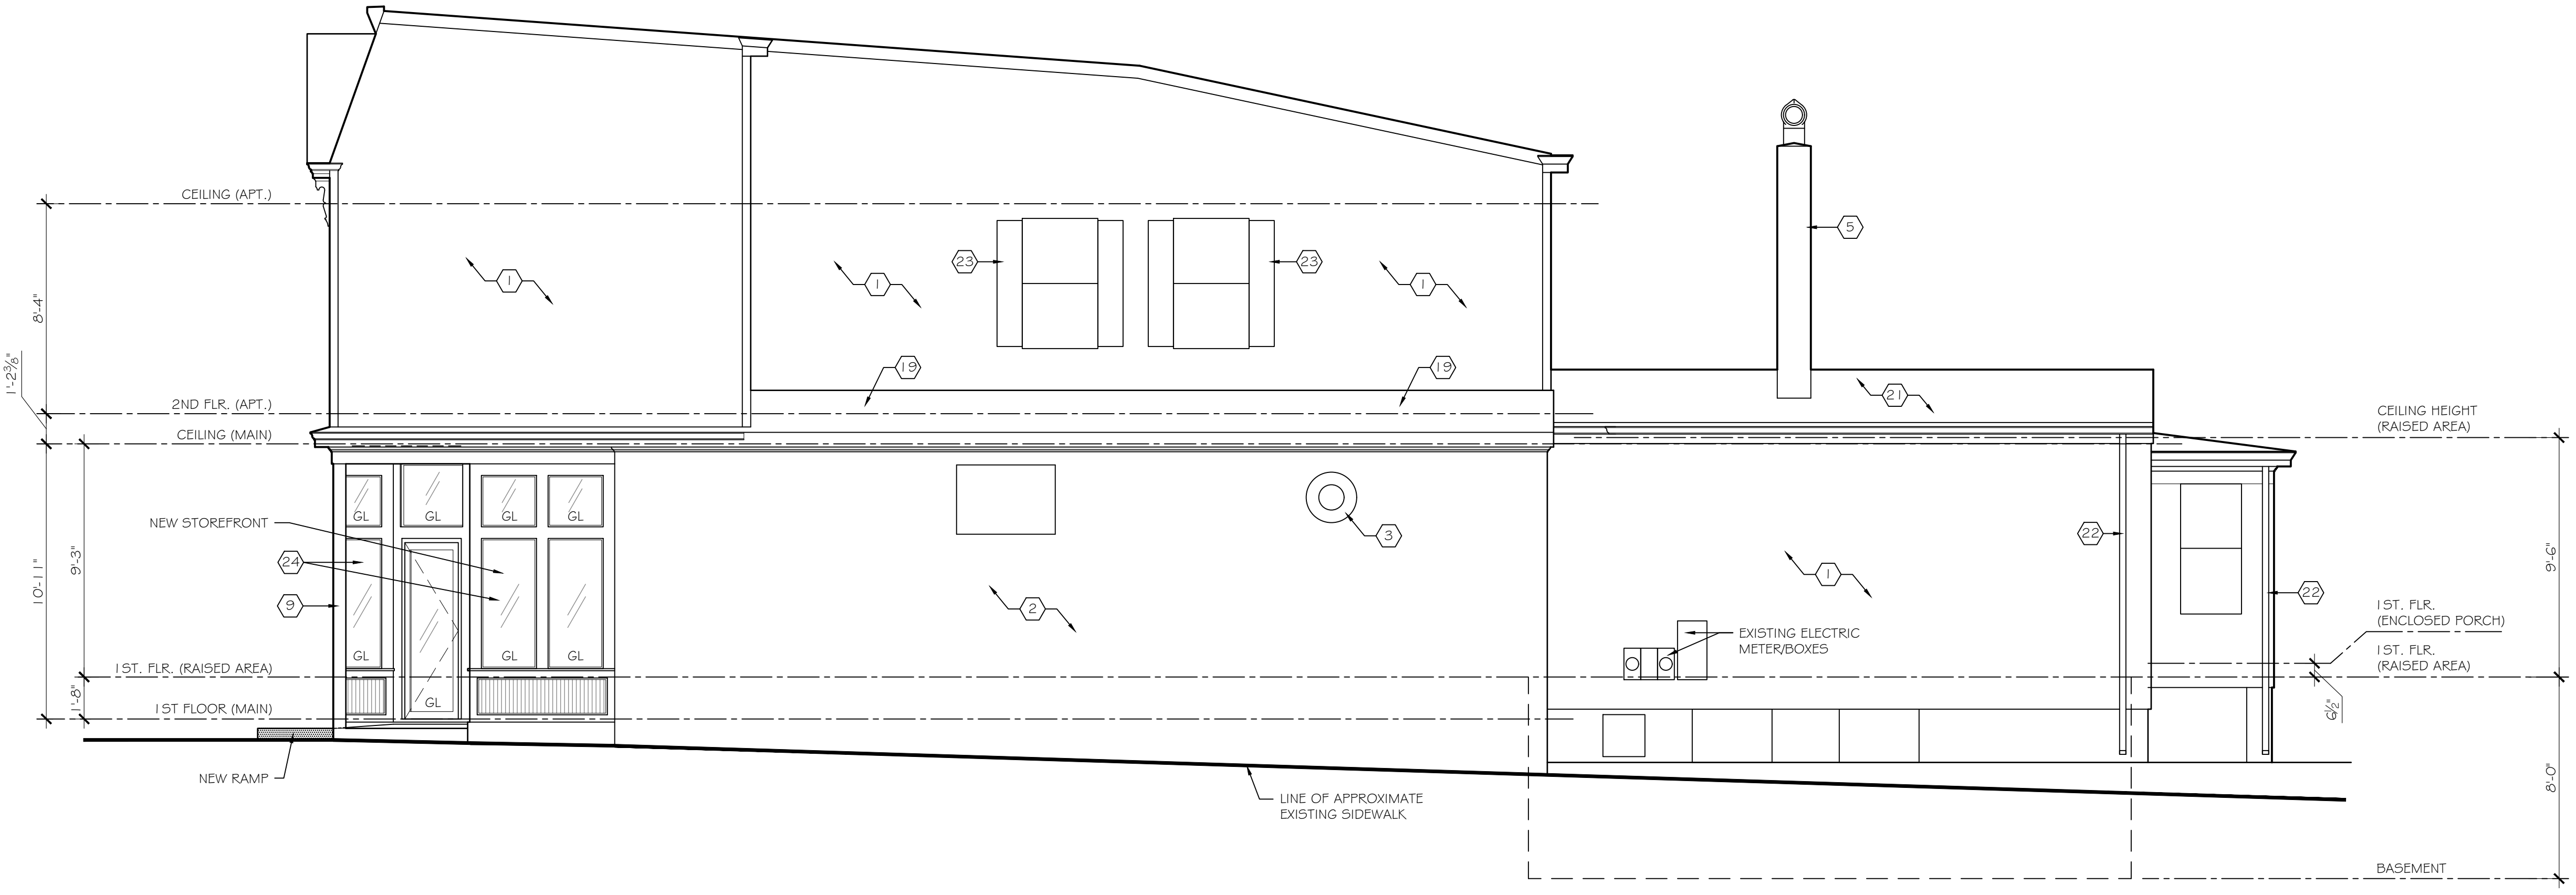 CEILING (APT.)
8'-4"
1
1
23
23
1
5
1'-2⅜"
19
19
21
2ND FLR. (APT.)
CEILING (MAIN)
CEILING HEIGHT
(RAISED AREA)
GL
GL
GL
GL
NEW STOREFRONT
3
22
24
10'-11"
9'-3"
9'-6"
9
2
1
22
1ST. FLR.
(ENCLOSED PORCH)
EXISTING ELECTRIC
METER/BOXES
GL
GL
GL
1ST. FLR.
(RAISED AREA)
1ST. FLR. (RAISED AREA)
1'-8"
GL
6½"
1ST FLOOR (MAIN)
NEW RAMP
8'-0"
LINE OF APPROXIMATE
EXISTING SIDEWALK
BASEMENT